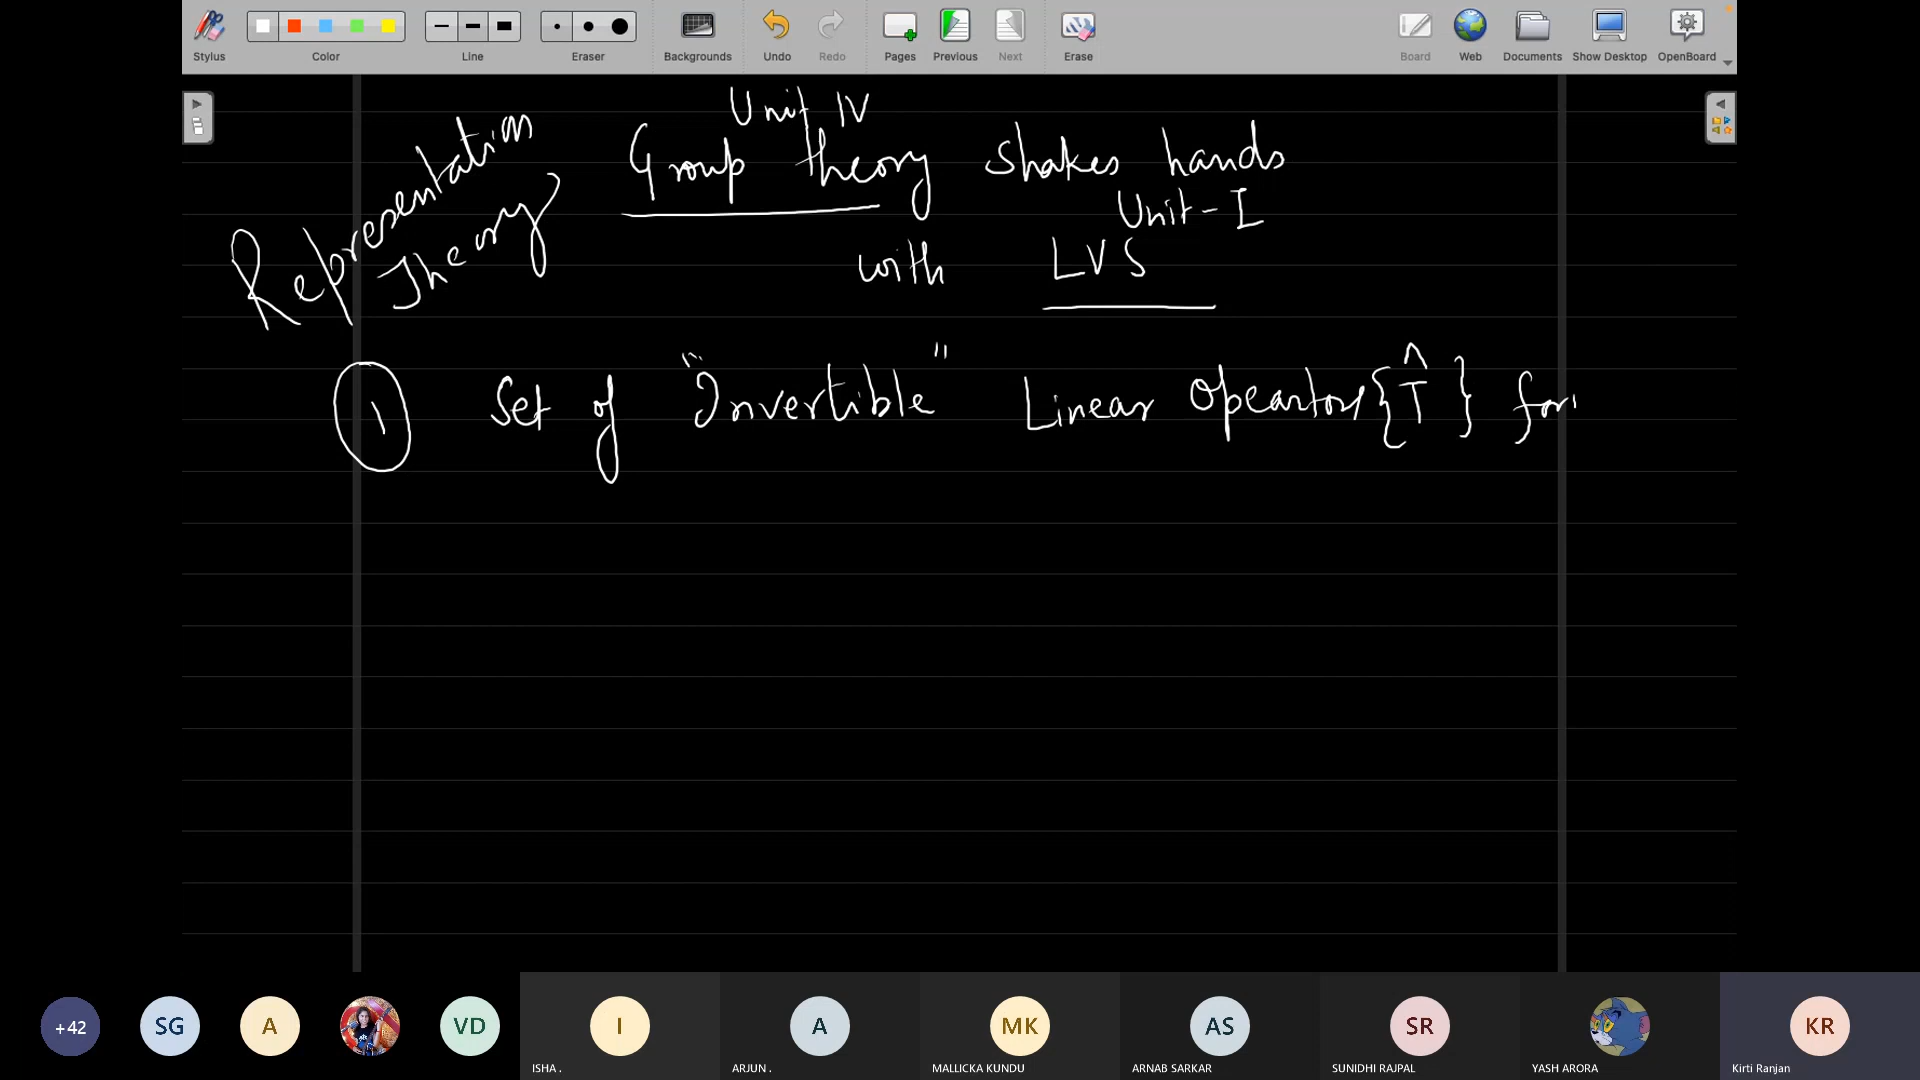 Stylus
Color
Line
Eraser
Backgrounds
Undo
Redo
Pages
Previous
Next
Erase
Board
Web
Documents
Show Desktop
OpenBoard
Unit IV
Representation
Theory
Group theory shakes hands
Unit-I
with LVS
1 Set of "Invertible" Linear Opeartors { T̂ } for
+42
SG
A
VD
I
ISHA .
A
ARJUN .
MK
MALLICKA KUNDU
AS
ARNAB SARKAR
SR
SUNIDHI RAJPAL
YASH ARORA
KR
Kirti Ranjan